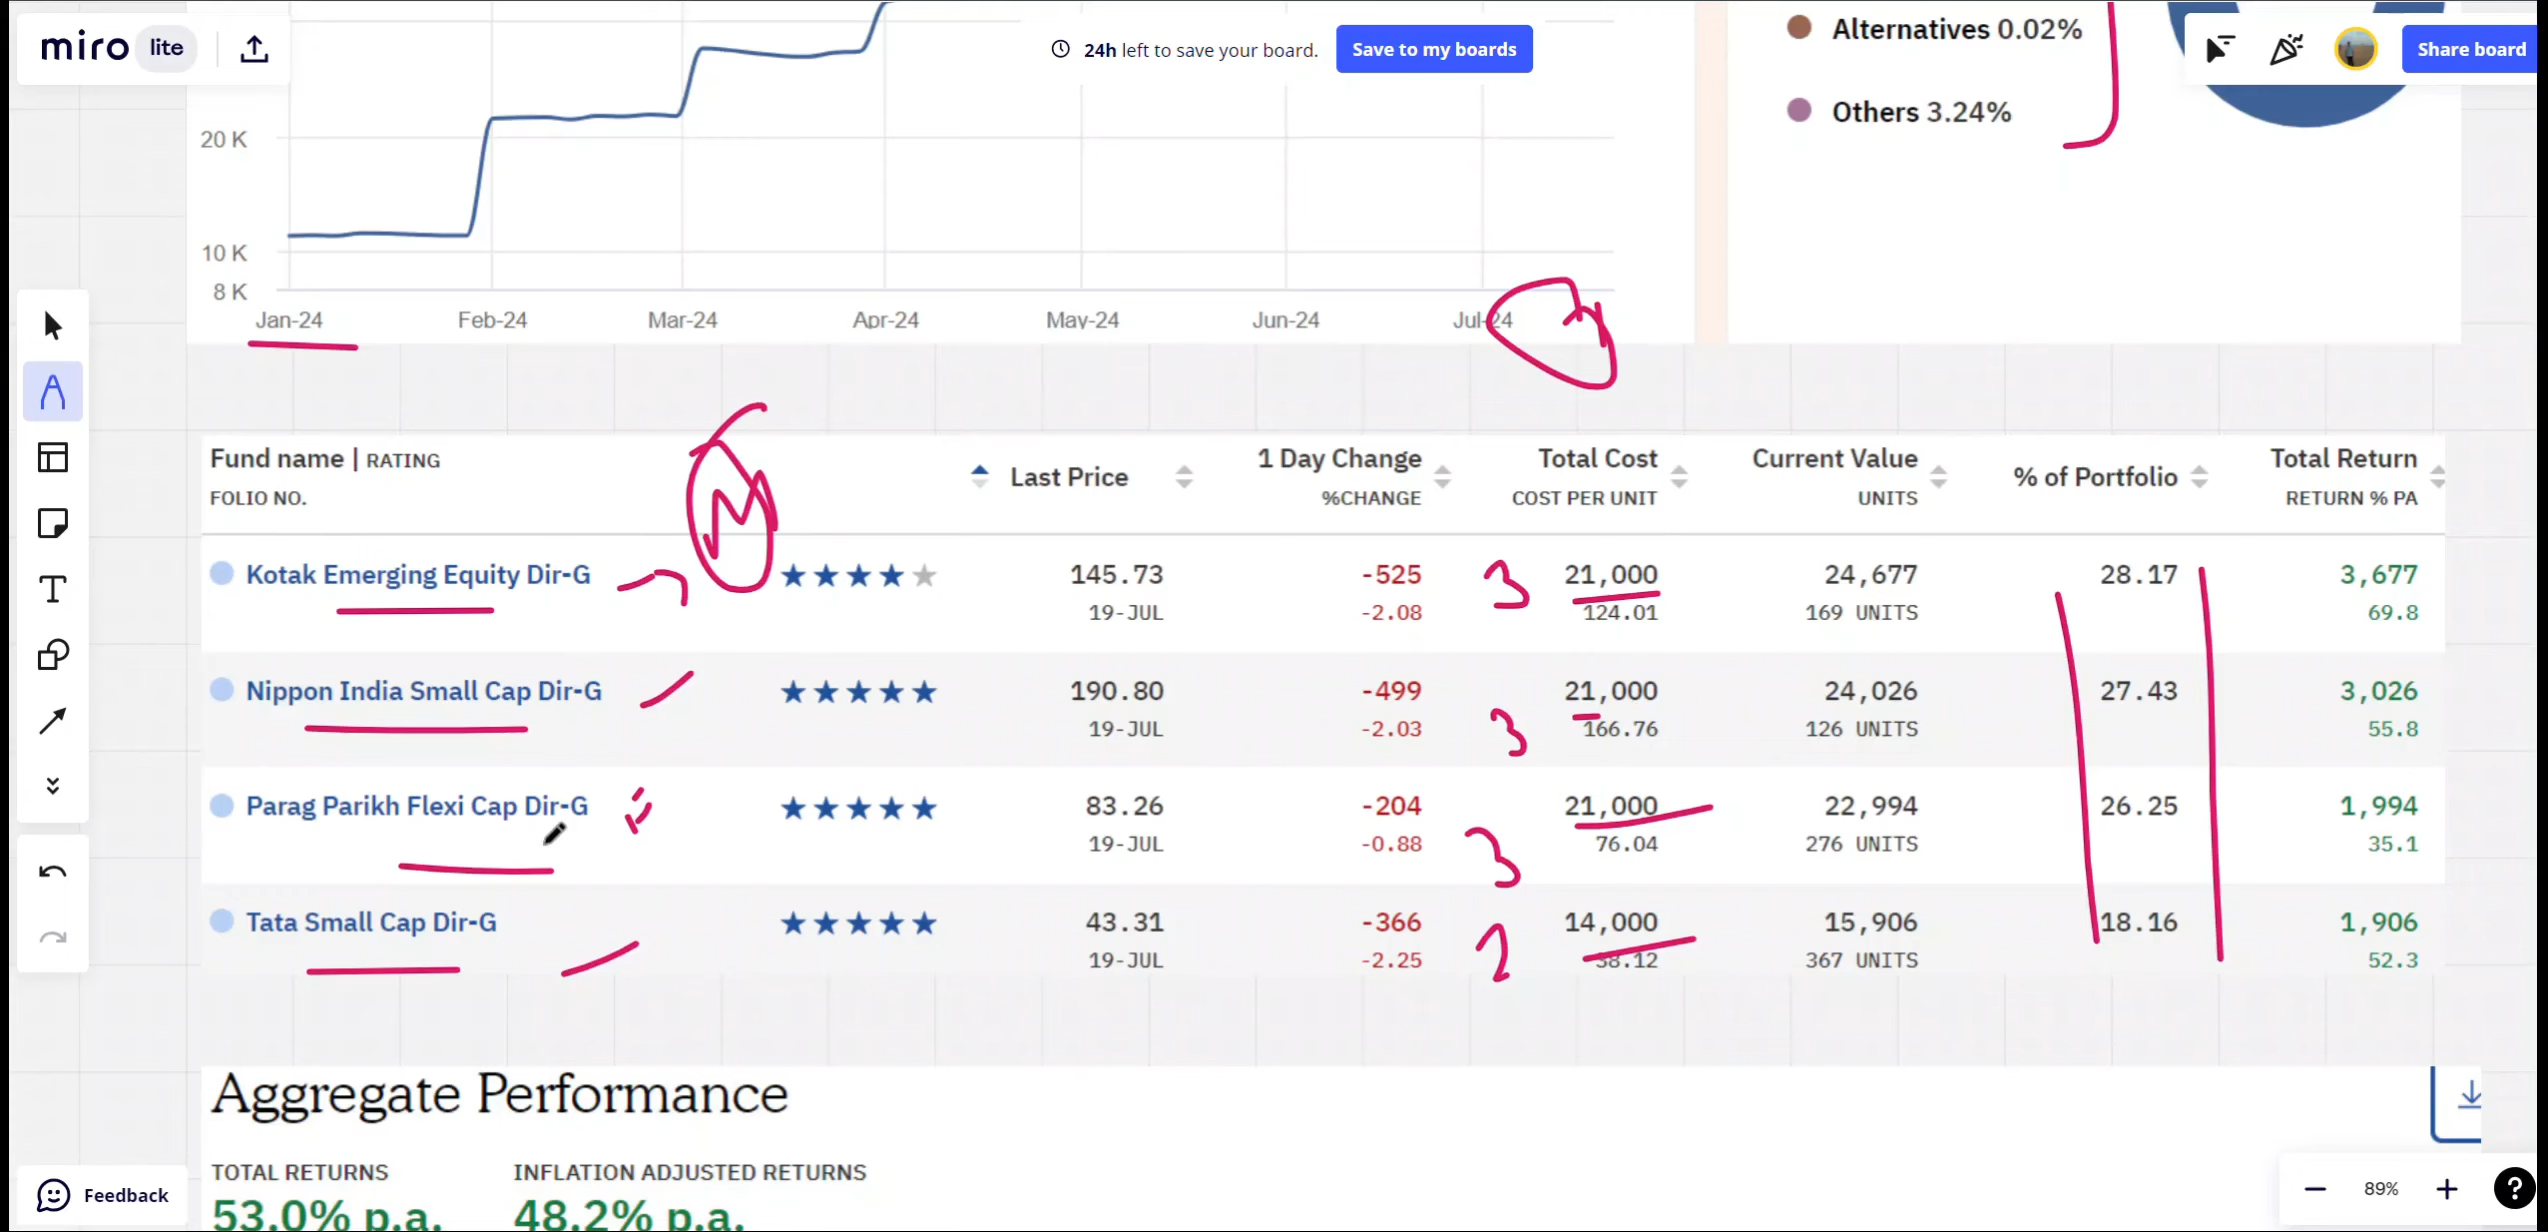 miro lite
24h left to save your board. Save to my boards
Share board
Alternatives 0.02%
Others 3.24%
20 K
10 K
8 K
Jan-24 Feb-24 Mar-24 Apr-24 May-24 Jun-24 Jul-24
7
M
Fund name | RATING
FOLIO NO.
Last Price
1 Day Change
%CHANGE
Total Cost
COST PER UNIT
Current Value
UNITS
% of Portfolio
Total Return
RETURN % PA
Kotak Emerging Equity Dir-G 145.73 -525 3 21,000 24,677 28.17 3,677
19-JUL -2.08 124.01 169 UNITS 69.8
Nippon India Small Cap Dir-G 190.80 -499 21,000 24,026 27.43 3,026
19-JUL -2.03 3 166.76 126 UNITS 55.8
Parag Parikh Flexi Cap Dir-G 83.26 -204 21,000 22,994 26.25 1,994
19-JUL -0.88 3 76.04 276 UNITS 35.1
Tata Small Cap Dir-G 43.31 -366 14,000 15,906 18.16 1,906
19-JUL -2.25 2 38.12 367 UNITS 52.3
Aggregate Performance
TOTAL RETURNS INFLATION ADJUSTED RETURNS
53.0% p.a. 48.2% p.a.
Feedback
89%